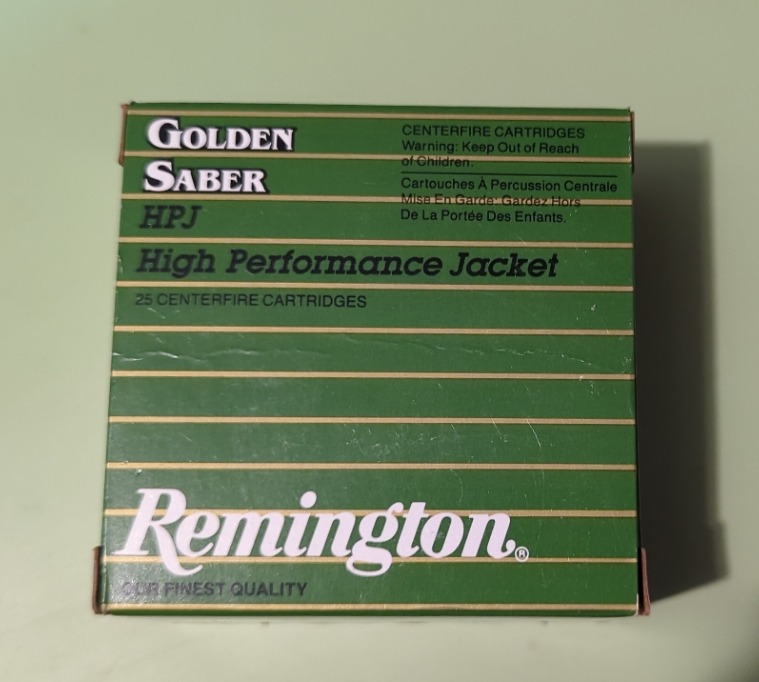 GOLDEN
SABER
HPJ
High Performance Jacket
25 CENTERFIRE CARTRIDGES
CENTERFIRE CARTRIDGES
Warning: Keep Out of Reach
of Children.
Cartouches À Percussion Centrale
Mise En Garde: Gardez Hors
De La Portée Des Enfants.
Remington®
OUR FINEST QUALITY